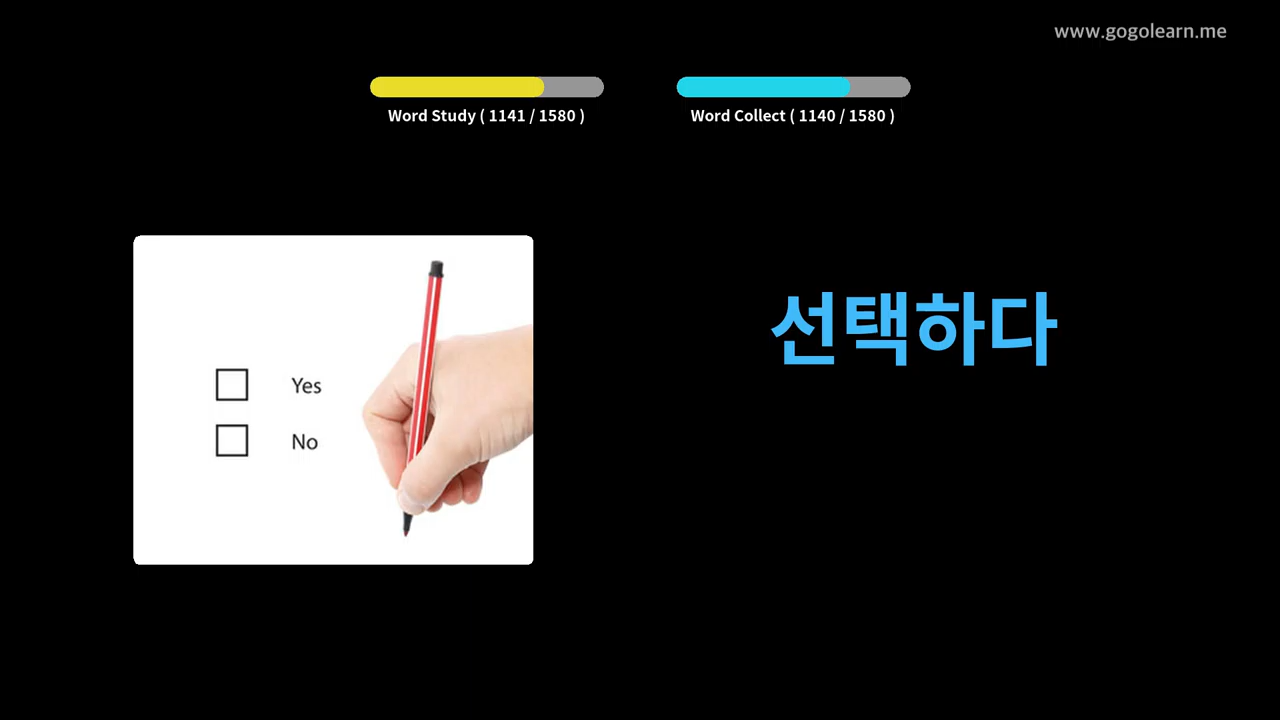 www.gogolearn.me
Word Study ( 1141 / 1580 )
Word Collect ( 1140 / 1580 )
선택하다
Yes
No